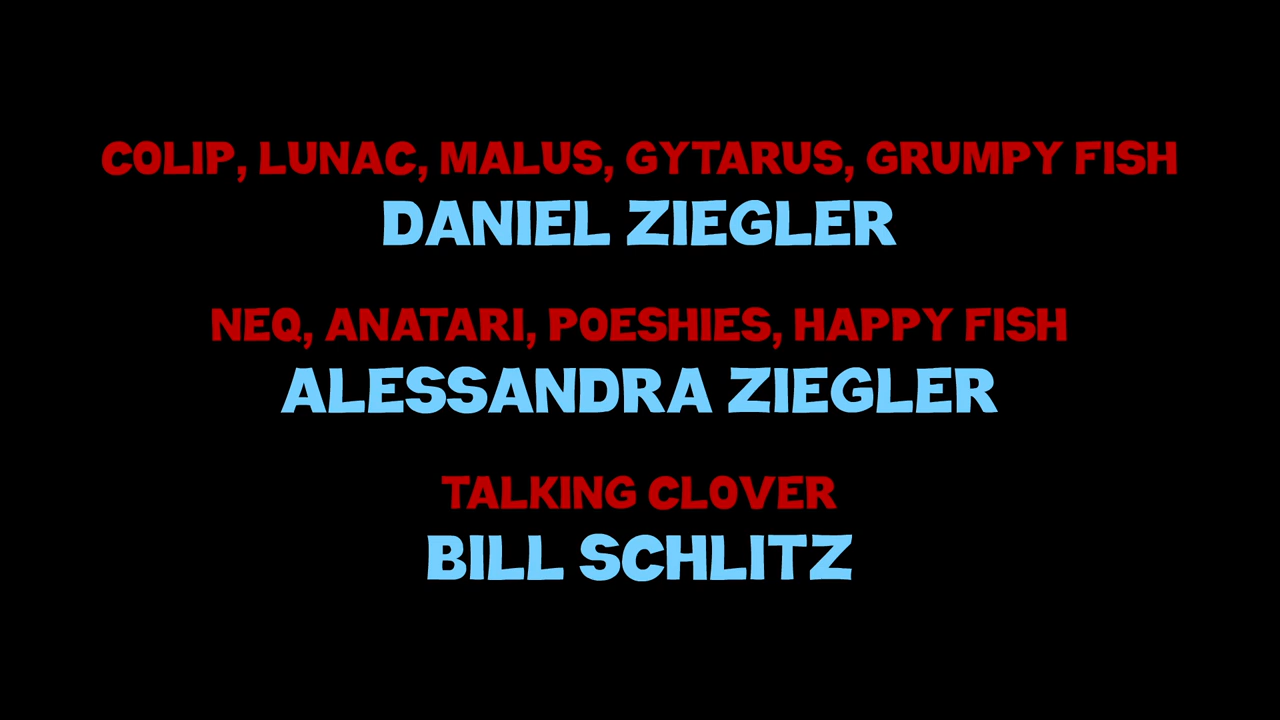 COLIP, LUNAC, MALUS, GYTARUS, GRUMPY FISH
DANIEL ZIEGLER
NEQ, ANATARI, POESHIES, HAPPY FISH
ALESSANDRA ZIEGLER
TALKING CLOVER
BILL SCHLITZ